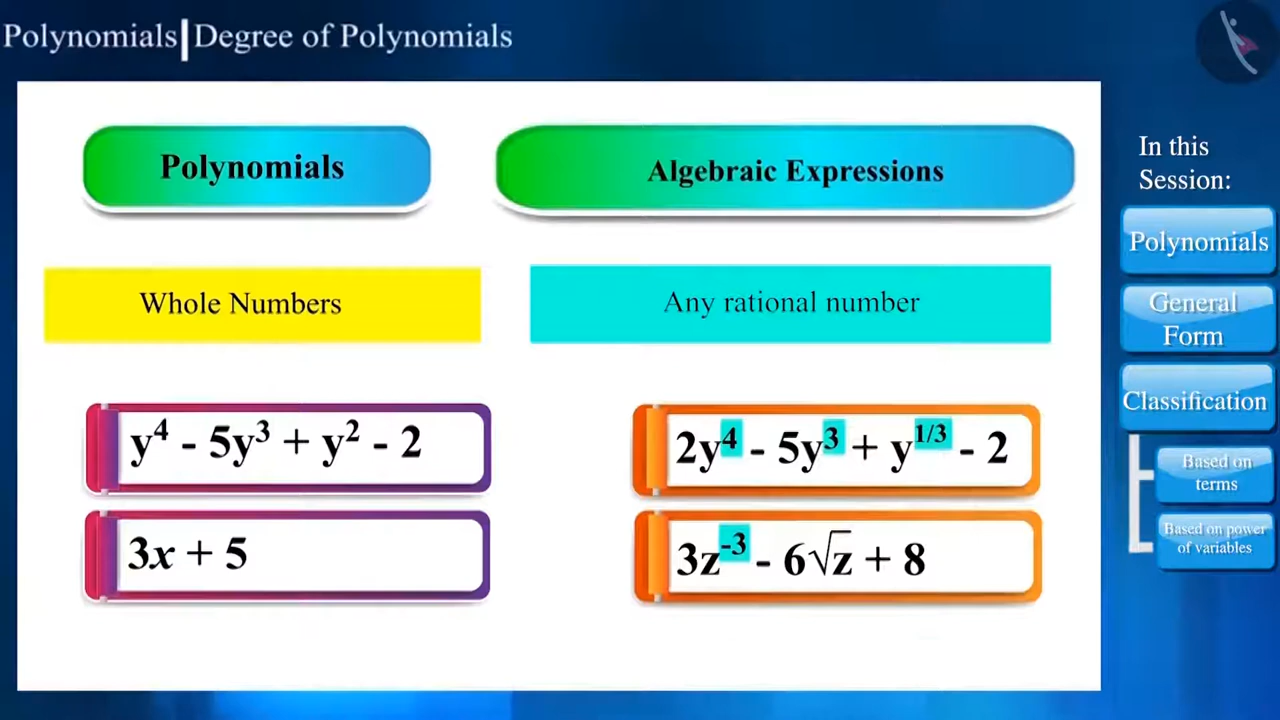 Polynomials|Degree of Polynomials
Polynomials
Algebraic Expressions
Whole Numbers
Any rational number
y⁴ - 5y³ + y² - 2
2y⁴ - 5y³ + y^1/3 - 2
3x + 5
3z⁻³ - 6√z + 8
In this
Session:
Polynomials
General
Form
Classification
Based on
terms
Based on power
of variables